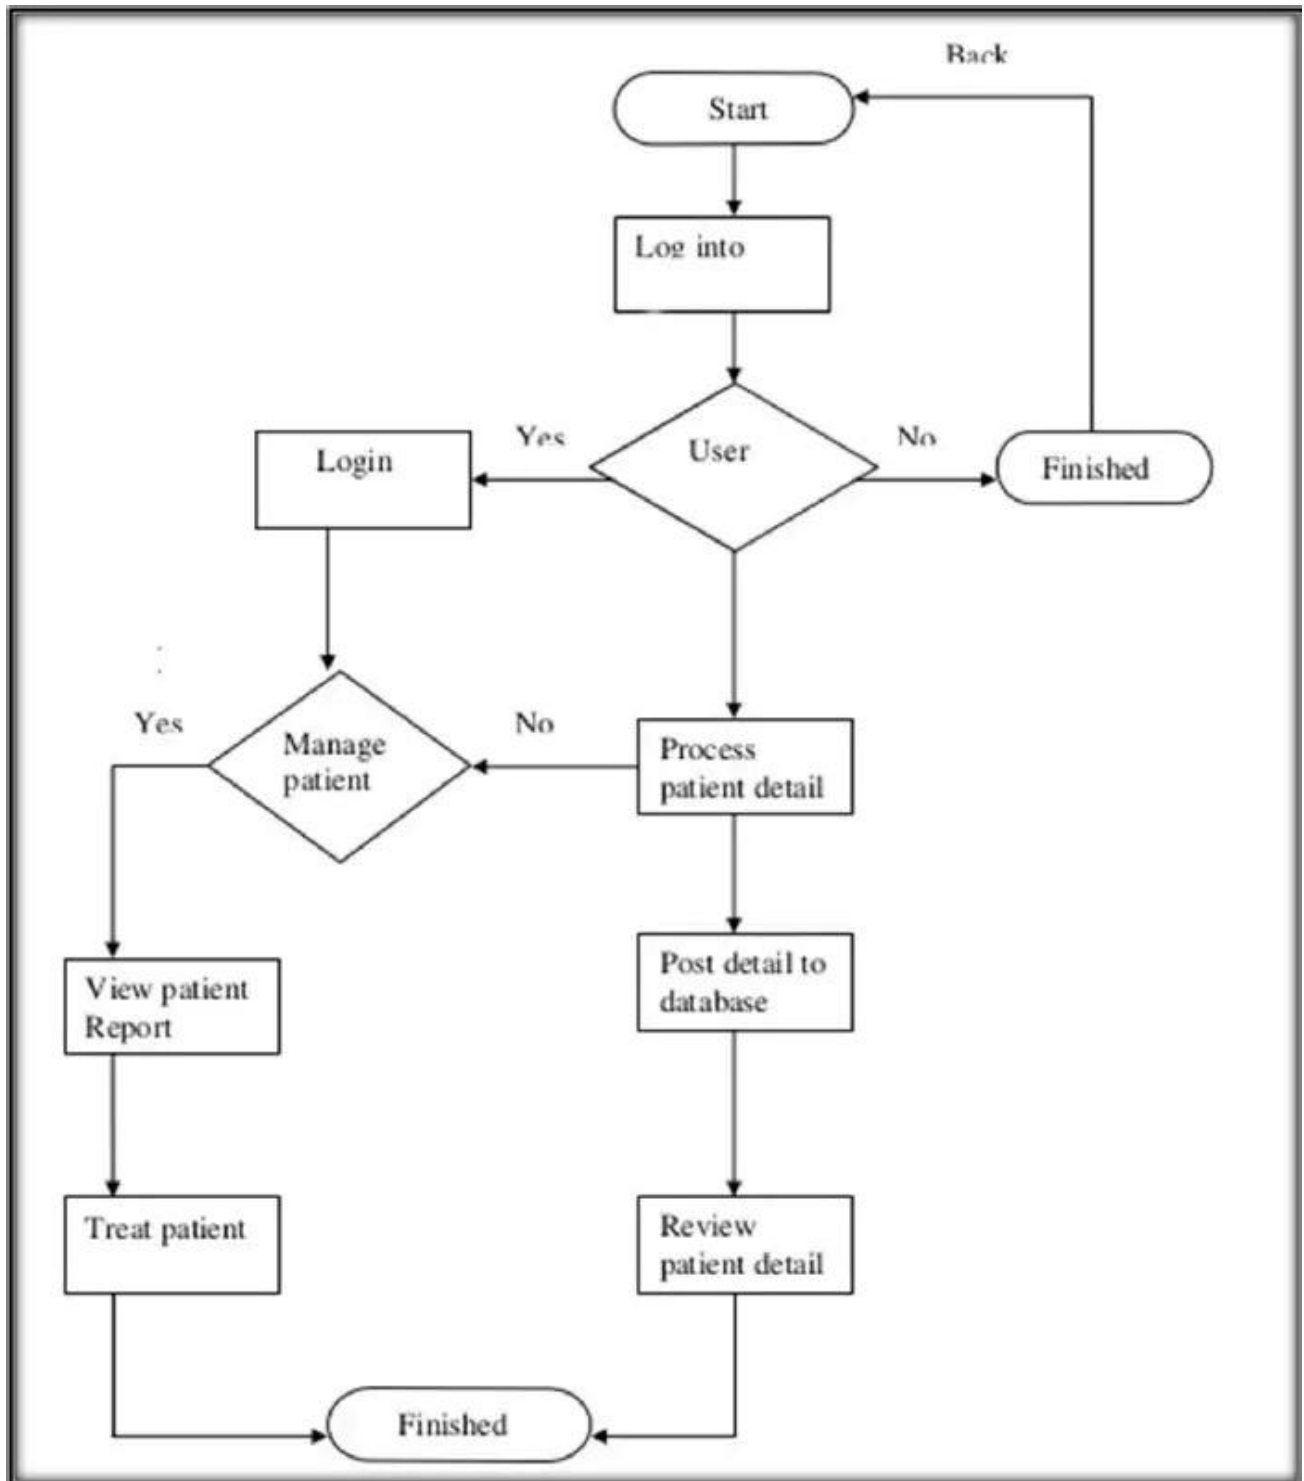 Back
Start
Log into
Yes
User
No
Login
Finished
Yes
Manage
patient
No
Process
patient detail
View patient
Report
Post detail to
database
Treat patient
Review
patient detail
Finished